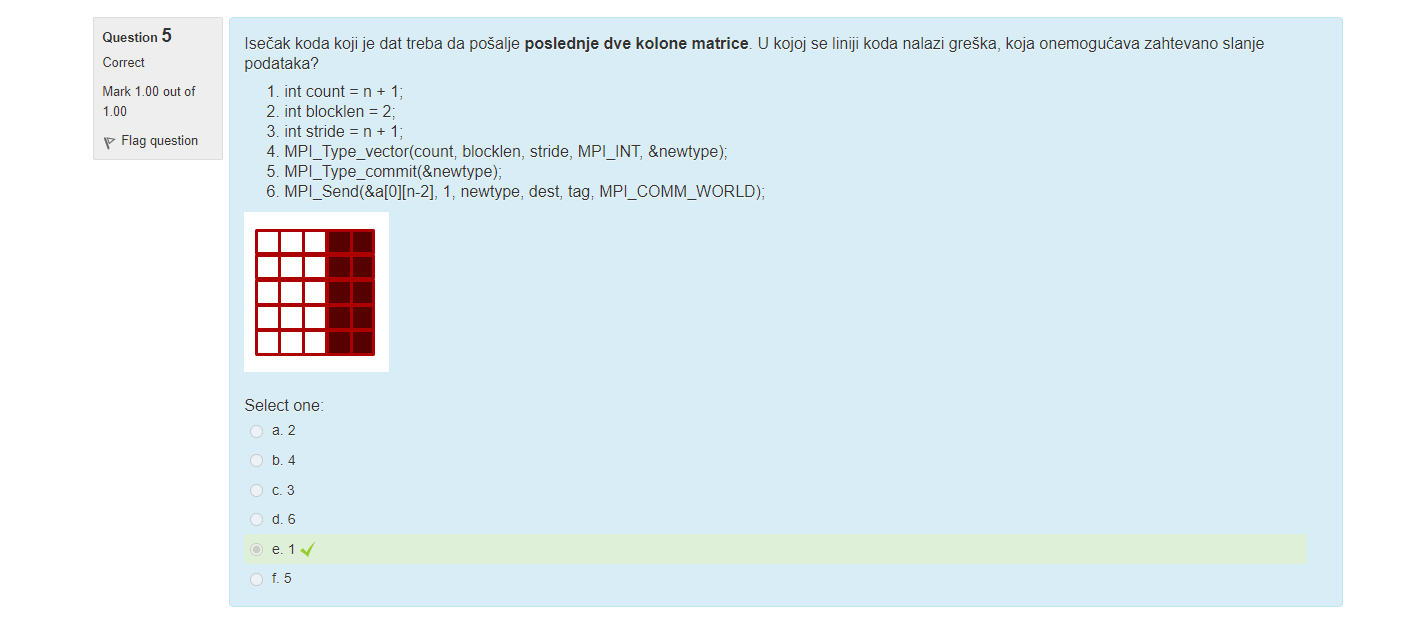 Question 5
Correct
Mark 1.00 out of
1.00
Flag question
Isečak koda koji je dat treba da pošalje poslednje dve kolone matrice. U kojoj se liniji koda nalazi greška, koja onemogućava zahtevano slanje
podataka?
1. int count = n + 1;
2. int blocklen = 2;
3. int stride = n + 1;
4. MPI_Type_vector(count, blocklen, stride, MPI_INT, &newtype);
5. MPI_Type_commit(&newtype);
6. MPI_Send(&a[0][n-2], 1, newtype, dest, tag, MPI_COMM_WORLD);
Select one:
a. 2
b. 4
c. 3
d. 6
e. 1
f. 5